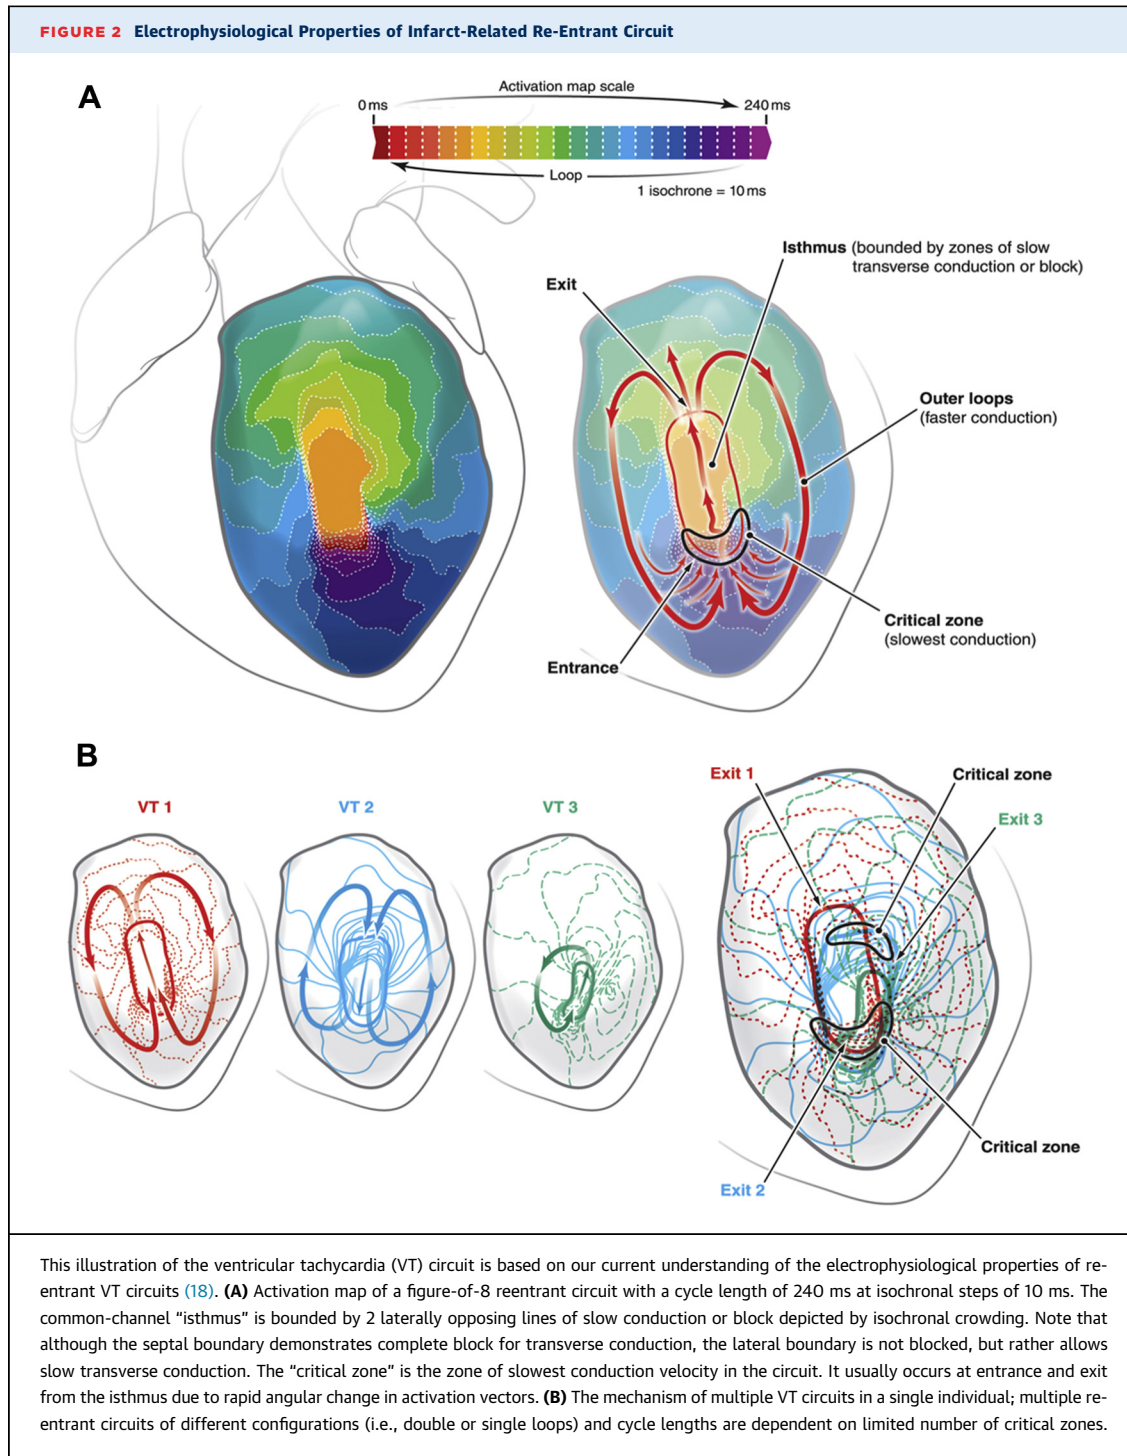 FIGURE 2 Electrophysiological Properties of Infarct-Related Re-Entrant Circuit
A
Activation map scale
0 ms
240 ms
Loop
1 isochrone = 10 ms
Isthmus (bounded by zones of slow
transverse conduction or block)
Exit
Outer loops
(faster conduction)
Critical zone
(slowest conduction)
Entrance
B
VT 1
VT 2
VT 3
Exit 1
Critical zone
Exit 3
Critical zone
Exit 2
This illustration of the ventricular tachycardia (VT) circuit is based on our current understanding of the electrophysiological properties of re-
entrant VT circuits (18). (A) Activation map of a figure-of-8 reentrant circuit with a cycle length of 240 ms at isochronal steps of 10 ms. The
common-channel “isthmus” is bounded by 2 laterally opposing lines of slow conduction or block depicted by isochronal crowding. Note that
although the septal boundary demonstrates complete block for transverse conduction, the lateral boundary is not blocked, but rather allows
slow transverse conduction. The “critical zone” is the zone of slowest conduction velocity in the circuit. It usually occurs at entrance and exit
from the isthmus due to rapid angular change in activation vectors. (B) The mechanism of multiple VT circuits in a single individual; multiple re-
entrant circuits of different configurations (i.e., double or single loops) and cycle lengths are dependent on limited number of critical zones.